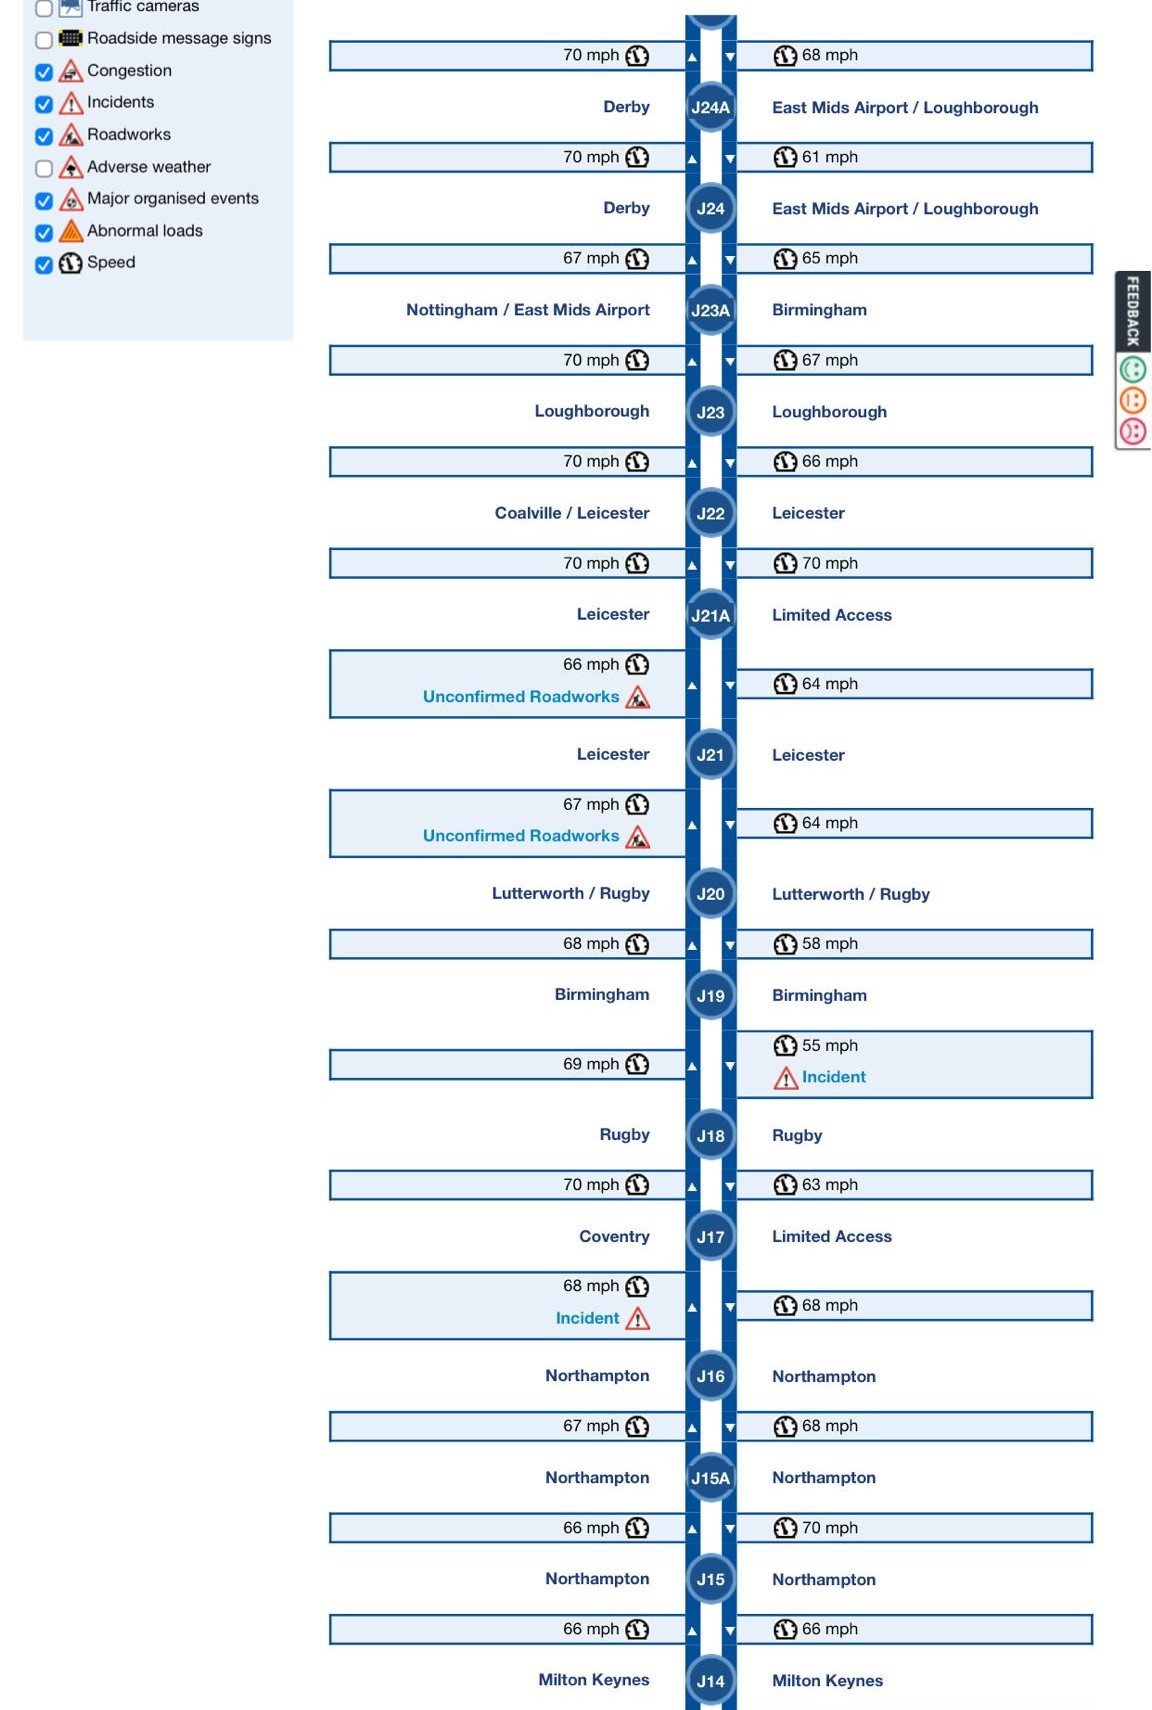 Traffic cameras
Roadside message signs
Congestion
Incidents
Roadworks
Adverse weather
Major organised events
Abnormal loads
Speed
70 mph 68 mph
Derby J24A East Mids Airport / Loughborough
70 mph 61 mph
Derby J24 East Mids Airport / Loughborough
67 mph 65 mph
Nottingham / East Mids Airport J23A Birmingham
70 mph 67 mph
Loughborough J23 Loughborough
70 mph 66 mph
Coalville / Leicester J22 Leicester
70 mph 70 mph
Leicester J21A Limited Access
66 mph
Unconfirmed Roadworks
64 mph
Leicester J21 Leicester
67 mph
Unconfirmed Roadworks
64 mph
Lutterworth / Rugby J20 Lutterworth / Rugby
68 mph 58 mph
Birmingham J19 Birmingham
69 mph
55 mph
Incident
Rugby J18 Rugby
70 mph 63 mph
Coventry J17 Limited Access
68 mph
Incident
68 mph
Northampton J16 Northampton
67 mph 68 mph
Northampton J15A Northampton
66 mph 70 mph
Northampton J15 Northampton
66 mph 66 mph
Milton Keynes J14 Milton Keynes
FEEDBACK